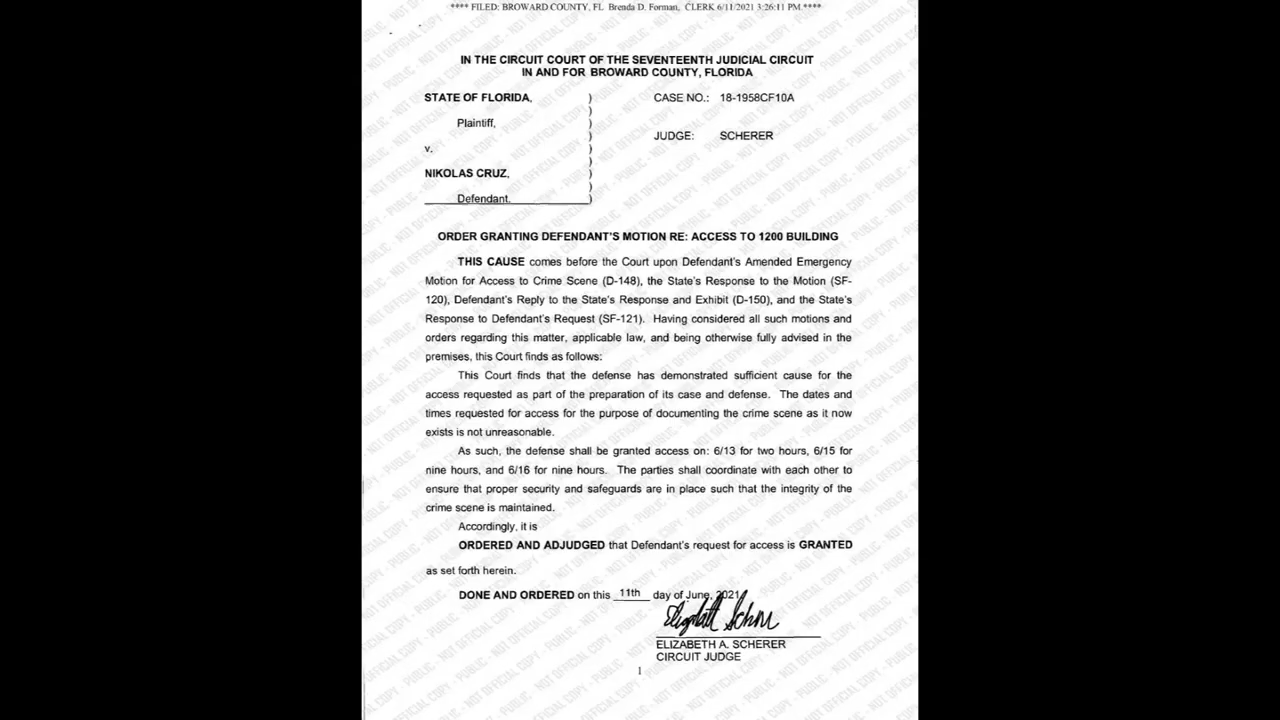 **** FILED: BROWARD COUNTY, FL Brenda D. Forman, CLERK 6/11/2021 3:26:11 PM.****
IN THE CIRCUIT COURT OF THE SEVENTEENTH JUDICIAL CIRCUIT
IN AND FOR BROWARD COUNTY, FLORIDA
STATE OF FLORIDA, ) CASE NO.: 18-1958CF10A
)
Plaintiff, )
) JUDGE: SCHERER
v. )
)
NIKOLAS CRUZ, )
)
Defendant. )
ORDER GRANTING DEFENDANT'S MOTION RE: ACCESS TO 1200 BUILDING
THIS CAUSE comes before the Court upon Defendant's Amended Emergency
Motion for Access to Crime Scene (D-148), the State's Response to the Motion (SF-
120), Defendant's Reply to the State's Response and Exhibit (D-150), and the State's
Response to Defendant's Request (SF-121). Having considered all such motions and
orders regarding this matter, applicable law, and being otherwise fully advised in the
premises, this Court finds as follows:
This Court finds that the defense has demonstrated sufficient cause for the
access requested as part of the preparation of its case and defense. The dates and
times requested for access for the purpose of documenting the crime scene as it now
exists is not unreasonable.
As such, the defense shall be granted access on: 6/13 for two hours, 6/15 for
nine hours, and 6/16 for nine hours. The parties shall coordinate with each other to
ensure that proper security and safeguards are in place such that the integrity of the
crime scene is maintained.
Accordingly, it is
ORDERED AND ADJUDGED that Defendant's request for access is GRANTED
as set forth herein.
DONE AND ORDERED on this 11th day of June, 2021
Elizabeth Scherer
ELIZABETH A. SCHERER
CIRCUIT JUDGE
1
NOT OFFICIAL COPY - PUBLIC